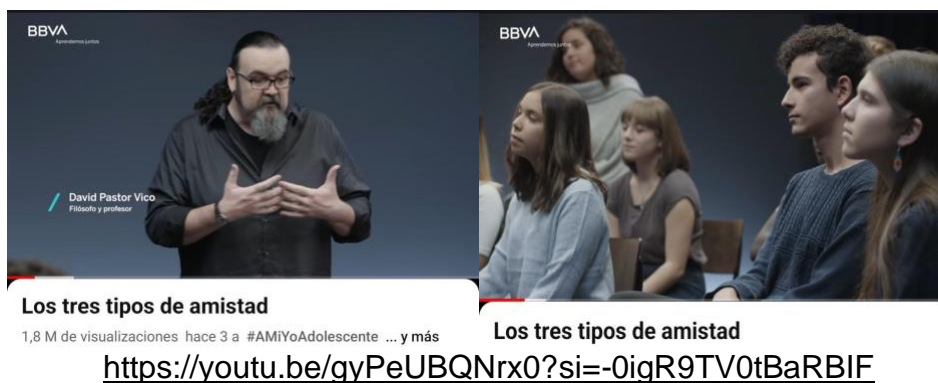 BBVA
Aprendemos juntos
David Pastor Vico
Filósofo y profesor
Los tres tipos de amistad
1,8 M de visualizaciones hace 3 a #AMiYoAdolescente ... y más
BBVA
Aprendemos juntos
Los tres tipos de amistad
https://youtu.be/gyPeUBQNrx0?si=-0igR9TV0tBaRBIF